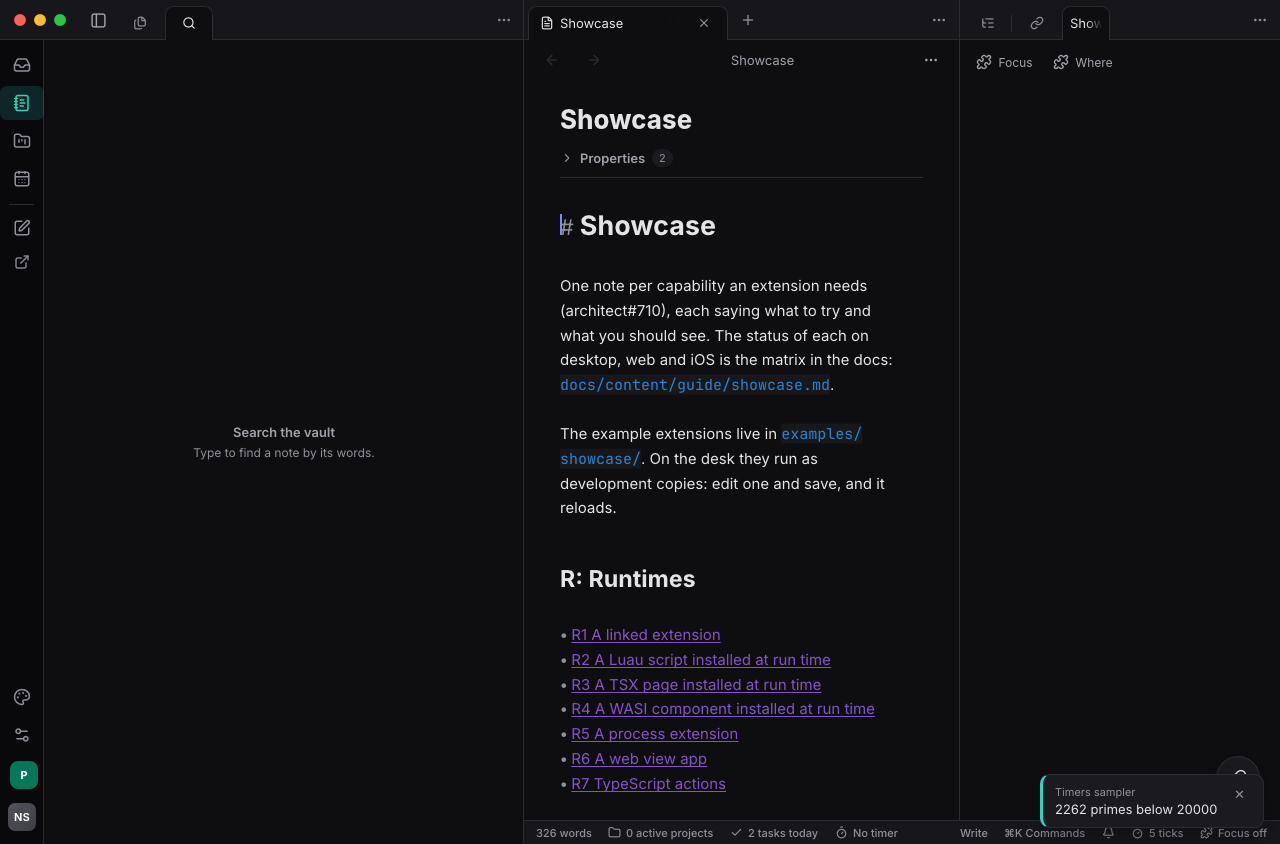 Showcase
Show
Showcase
Focus
Where
Showcase
Properties 2
# Showcase
One note per capability an extension needs
(architect#710), each saying what to try and
what you should see. The status of each on
desktop, web and iOS is the matrix in the docs:
docs/content/guide/showcase.md.
The example extensions live in examples/
showcase/. On the desk they run as
development copies: edit one and save, and it
reloads.
Search the vault
Type to find a note by its words.
R: Runtimes
• R1 A linked extension
• R2 A Luau script installed at run time
• R3 A TSX page installed at run time
• R4 A WASI component installed at run time
• R5 A process extension
• R6 A web view app
• R7 TypeScript actions
P
NS
Timers sampler
2262 primes below 20000
326 words
0 active projects
2 tasks today
No timer
Write
⌘K Commands
5 ticks
Focus off